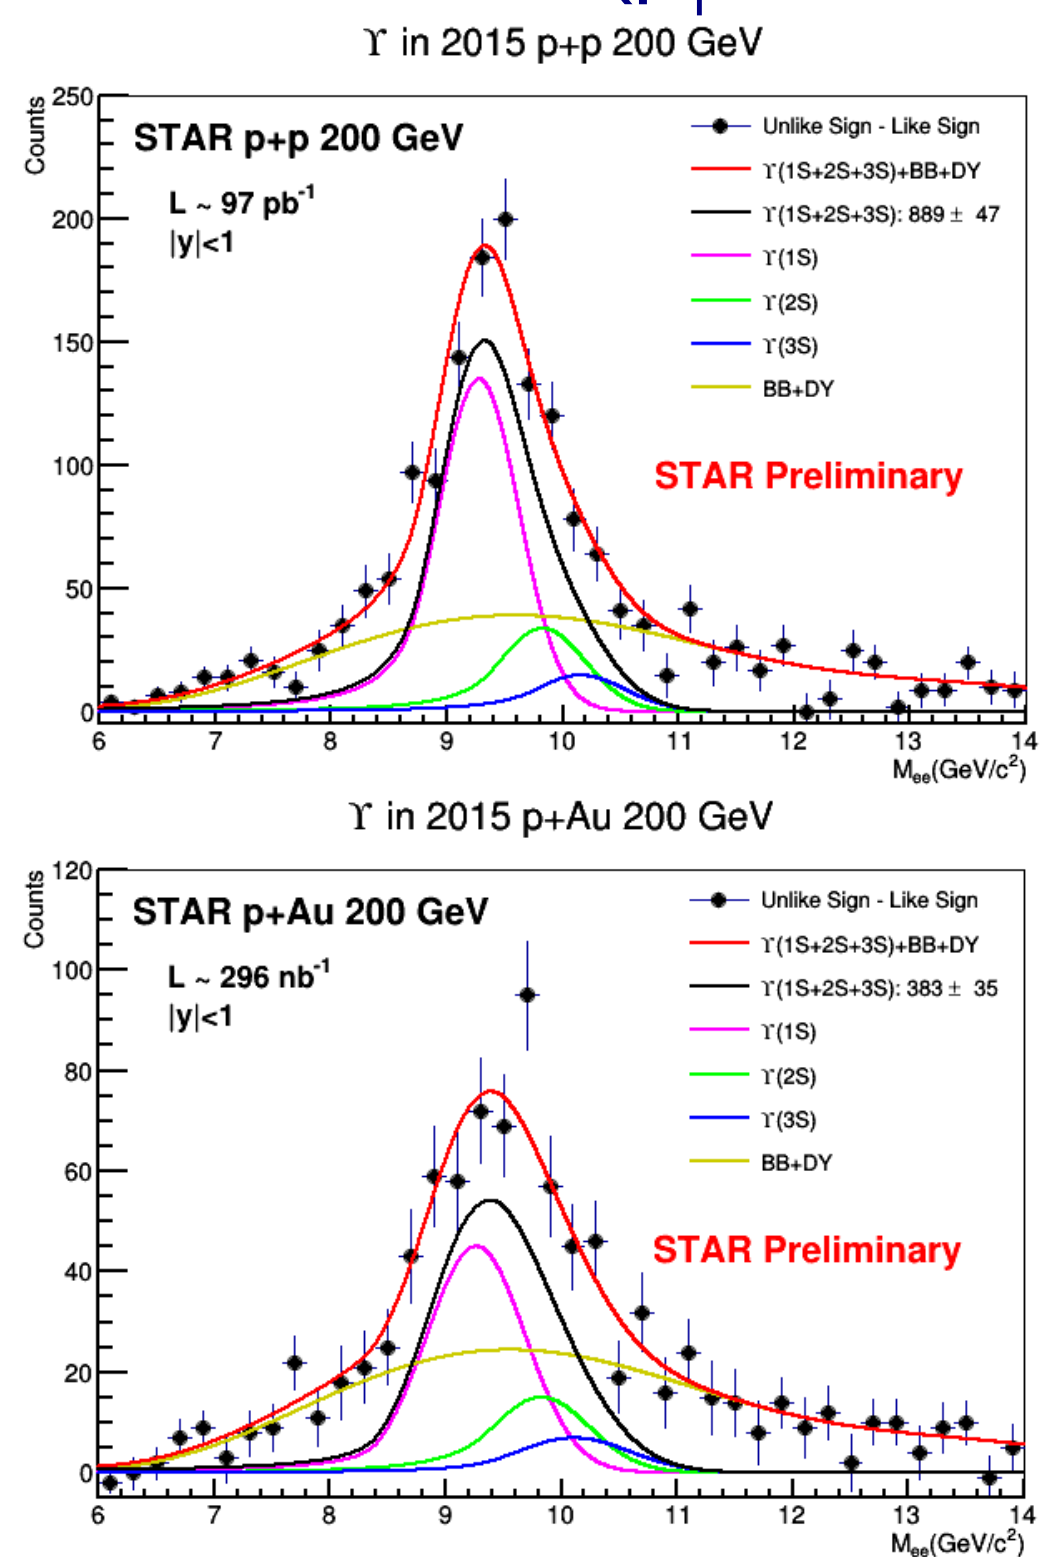 ϒ in 2015 p+p 200 GeV
Counts
250
200
150
100
50
0
STAR p+p 200 GeV
L ~ 97 pb⁻¹
|y|<1
Unlike Sign - Like Sign
ϒ(1S+2S+3S)+BB+DY
ϒ(1S+2S+3S): 889 ± 47
ϒ(1S)
ϒ(2S)
ϒ(3S)
BB+DY
STAR Preliminary
6 7 8 9 10 11 12 13 14
Mₑₑ(GeV/c²)
ϒ in 2015 p+Au 200 GeV
Counts
120
100
80
60
40
20
0
STAR p+Au 200 GeV
L ~ 296 nb⁻¹
|y|<1
Unlike Sign - Like Sign
ϒ(1S+2S+3S)+BB+DY
ϒ(1S+2S+3S): 383 ± 35
ϒ(1S)
ϒ(2S)
ϒ(3S)
BB+DY
STAR Preliminary
6 7 8 9 10 11 12 13 14
Mₑₑ(GeV/c²)